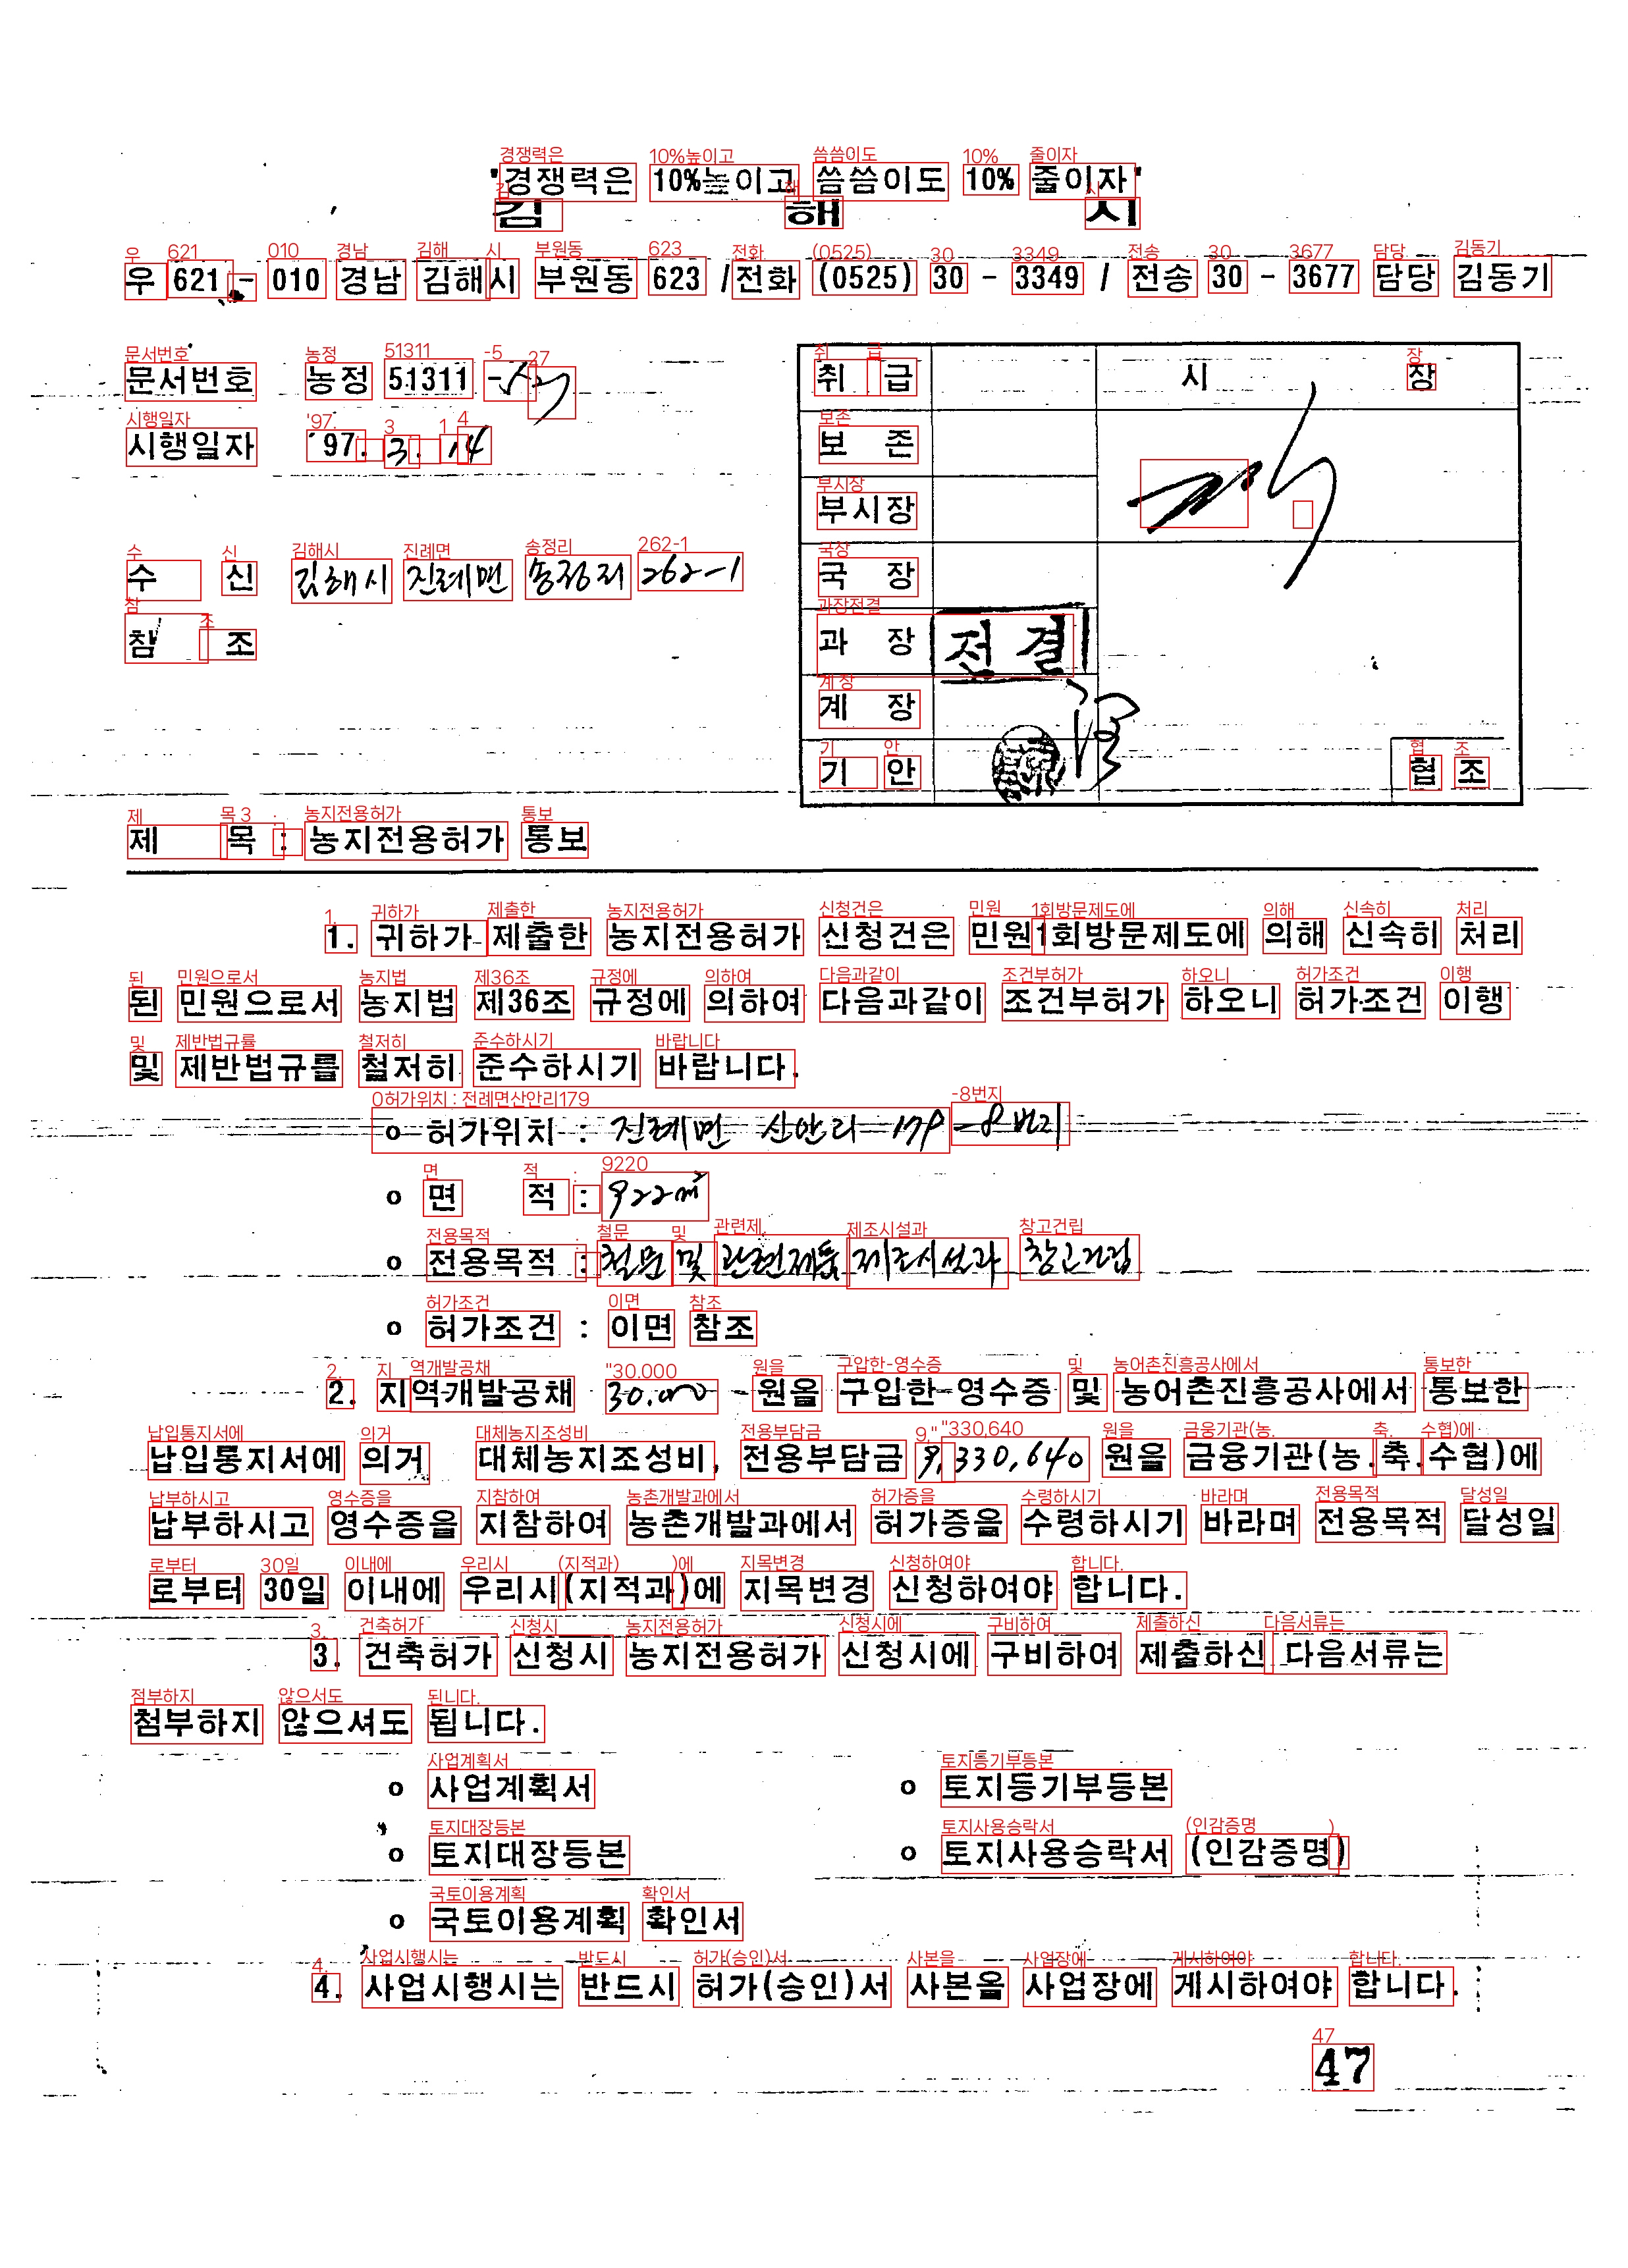 '경쟁력은 10%높이고 씀씀이도 10% 줄이자'
김 해 시
우 621 - 010 경남 김해시 부원동 623 /전화 (0525) 30 - 3349 / 전송 30 - 3677 담당 김동기
문서번호 농정 51311 -
시행일자 '97. 3. 14
수 신 김해시 진례면 송정리 262-1
참 조
취 급
보 존
부시장
국 장
과 장 전결
계 장
기 안
시 장
협 조
제 목 : 농지전용허가 통보
1. 귀하가 제출한 농지전용허가 신청건은 민원1회방문제도에 의해 신속히 처리
된 민원으로서 농지법 제36조 규정에 의하여 다음과같이 조건부허가 하오니 허가조건 이행
및 제반법규를 철저히 준수하시기 바랍니다.
o 허가위치 : 진례면 산안리 179-8번지
o 면 적 : 922㎡
o 전용목적 : 철문 및 관련제품 제조시설과 창고건립
o 허가조건 : 이면 참조
2. 지역개발공채 30.000 원을 구입한 영수증 및 농어촌진흥공사에서 통보한
납입통지서에 의거 대체농지조성비, 전용부담금 9,330,640 원을 금융기관(농.축.수협)에
납부하시고 영수증을 지참하여 농촌개발과에서 허가증을 수령하시기 바라며 전용목적 달성일
로부터 30일 이내에 우리시(지적과)에 지목변경 신청하여야 합니다.
3. 건축허가 신청시 농지전용허가 신청시에 구비하여 제출하신 다음서류는
첨부하지 않으셔도 됩니다.
o 사업계획서 o 토지등기부등본
o 토지대장등본 o 토지사용승락서 (인감증명)
o 국토이용계획 확인서
4. 사업시행시는 반드시 허가(승인)서 사본을 사업장에 게시하여야 합니다.
47